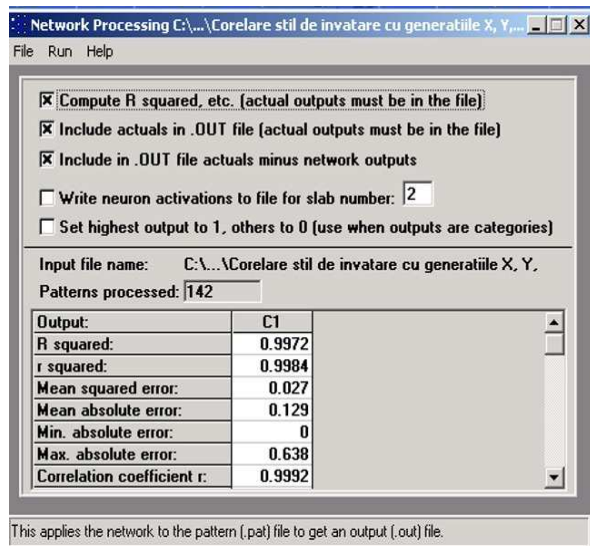 Network Processing C:\...\Corelare stil de invatare cu generatiile X, Y,...
File Run Help
Compute R squared, etc. (actual outputs must be in the file)
Include actuals in .OUT file (actual outputs must be in the file)
Include in .OUT file actuals minus network outputs
Write neuron activations to file for slab number: 2
Set highest output to 1, others to 0 (use when outputs are categories)
Input file name: C:\...\Corelare stil de invatare cu generatiile X, Y,
Patterns processed: 142
Output: C1
R squared: 0.9972
r squared: 0.9984
Mean squared error: 0.027
Mean absolute error: 0.129
Min. absolute error: 0
Max. absolute error: 0.638
Correlation coefficient r: 0.9992
This applies the network to the pattern (.pat) file to get an output (.out) file.